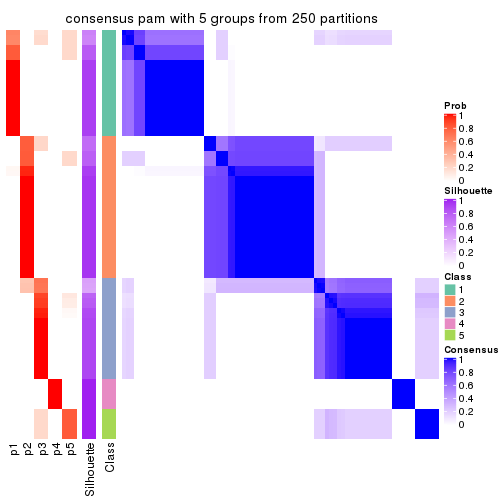 consensus pam with 5 groups from 250 partitions
Prob
1
0.8
0.6
0.4
0.2
0
Silhouette
1
0.8
0.6
0.4
0.2
0
Class
1
2
3
4
5
Consensus
1
0.8
0.6
0.4
0.2
0
p1
p2
p3
p4
p5
Silhouette
Class